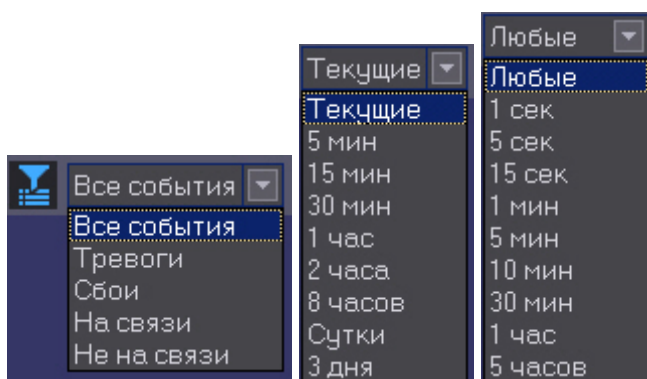 Все события
Все события
Тревоги
Сбои
На связи
Не на связи
Текущие
Текущие
5 мин
15 мин
30 мин
1 час
2 часа
8 часов
Сутки
3 дня
Любые
Любые
1 сек
5 сек
15 сек
1 мин
5 мин
10 мин
30 мин
1 час
5 часов